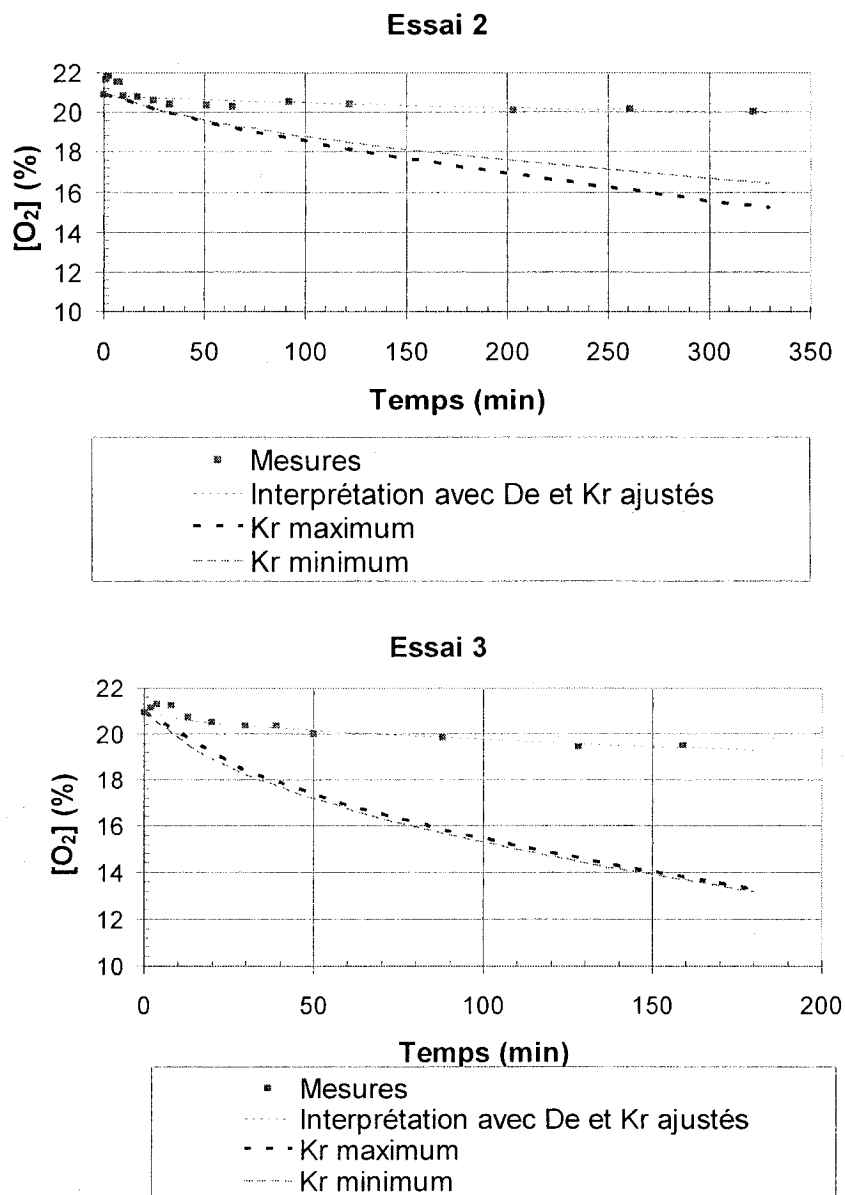 Essai 2
22
20
18
16
14
12
10
[O₂] (%)
0 50 100 150 200 250 300 350
Temps (min)
Mesures
Interprétation avec De et Kr ajustés
Kr maximum
Kr minimum
Essai 3
22
20
18
16
14
12
10
[O₂] (%)
0 50 100 150 200
Temps (min)
Mesures
Interprétation avec De et Kr ajustés
Kr maximum
Kr minimum